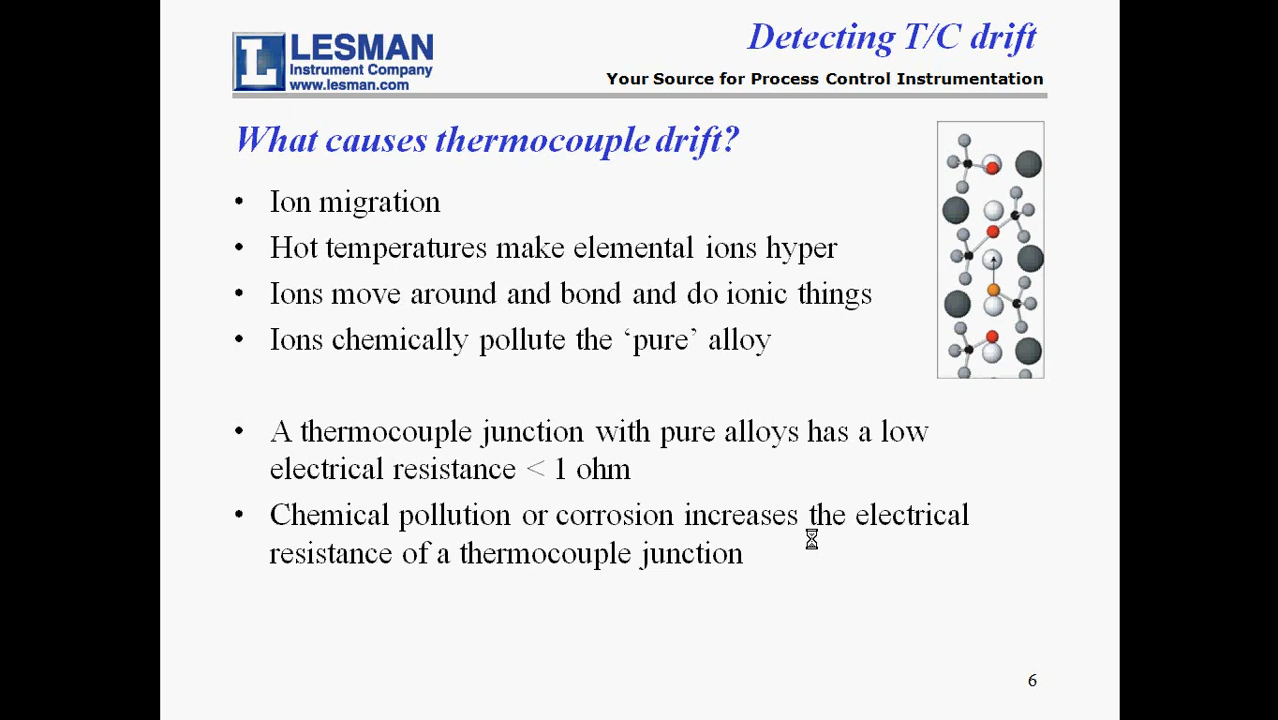 LESMAN
Instrument Company
www.lesman.com
Detecting T/C drift
Your Source for Process Control Instrumentation
What causes thermocouple drift?
• Ion migration
• Hot temperatures make elemental ions hyper
• Ions move around and bond and do ionic things
• Ions chemically pollute the ‘pure’ alloy
• A thermocouple junction with pure alloys has a low
electrical resistance < 1 ohm
• Chemical pollution or corrosion increases the electrical
resistance of a thermocouple junction
6